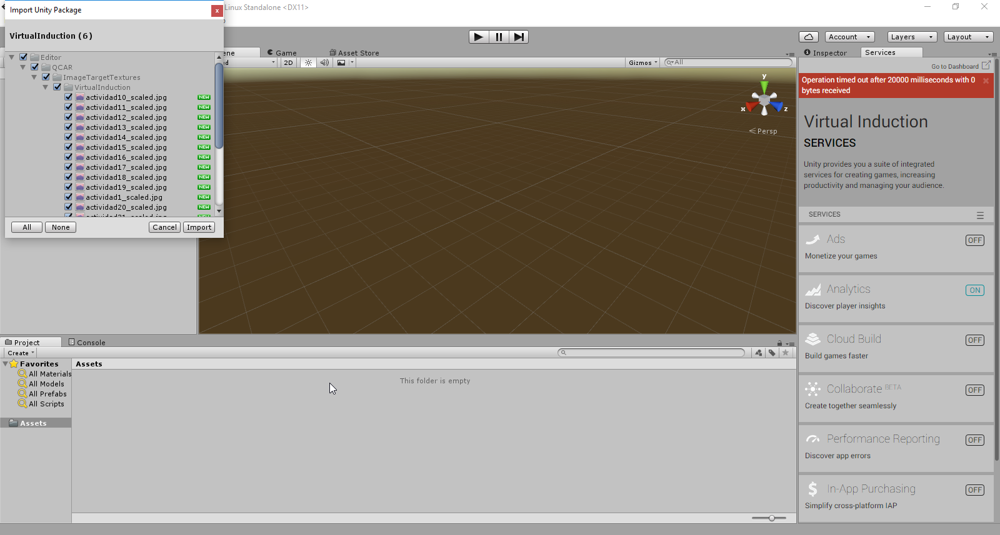 Import Unity Package
x
Linux Standalone <DX11>
VirtualInduction (6)
Editor
QCAR
ImageTargetTextures
VirtualInduction
actividad10_scaled.jpg NEW
actividad11_scaled.jpg NEW
actividad12_scaled.jpg NEW
actividad13_scaled.jpg NEW
actividad14_scaled.jpg NEW
actividad15_scaled.jpg NEW
actividad16_scaled.jpg NEW
actividad17_scaled.jpg NEW
actividad18_scaled.jpg NEW
actividad19_scaled.jpg NEW
actividad1_scaled.jpg NEW
actividad20_scaled.jpg NEW
All None Cancel Import
Account Layers Layout
Game Asset Store
2D Gizmos All
y
x z
Persp
Inspector Services
Go to Dashboard
Operation timed out after 20000 milliseconds with 0
bytes received
Virtual Induction
SERVICES
Unity provides you a suite of integrated
services for creating games, increasing
productivity and managing your audience.
SERVICES
Ads OFF
Monetize your games
Analytics ON
Discover player insights
Cloud Build OFF
Build games faster
Collaborate BETA OFF
Create together seamlessly
Performance Reporting OFF
Discover app errors
In-App Purchasing OFF
Simplify cross-platform IAP
Project Console
Create
Favorites
All Materials
All Models
All Prefabs
All Scripts
Assets
Assets
This folder is empty